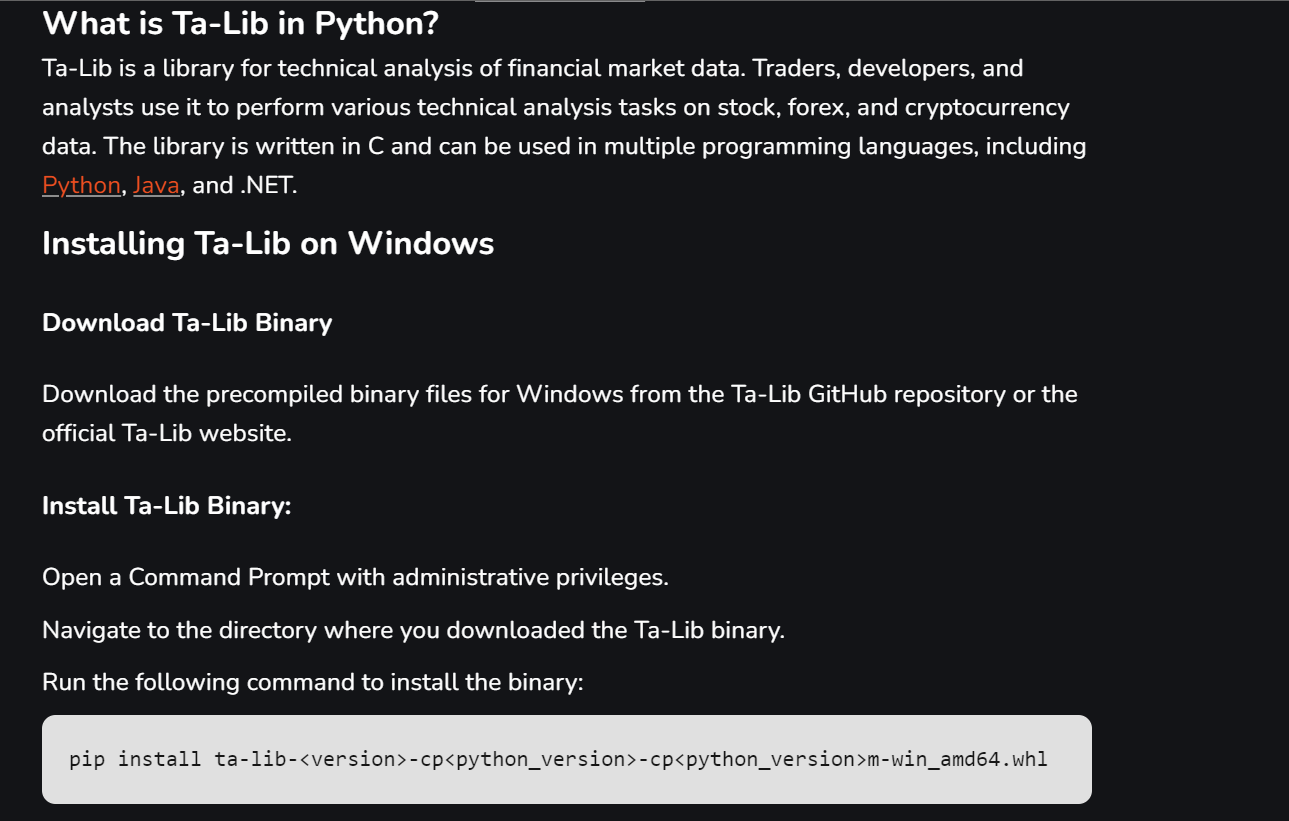 What is Ta-Lib in Python?
Ta-Lib is a library for technical analysis of financial market data. Traders, developers, and
analysts use it to perform various technical analysis tasks on stock, forex, and cryptocurrency
data. The library is written in C and can be used in multiple programming languages, including
Python, Java, and .NET.
Installing Ta-Lib on Windows
Download Ta-Lib Binary
Download the precompiled binary files for Windows from the Ta-Lib GitHub repository or the
official Ta-Lib website.
Install Ta-Lib Binary:
Open a Command Prompt with administrative privileges.
Navigate to the directory where you downloaded the Ta-Lib binary.
Run the following command to install the binary:
pip install ta-lib-<version>-cp<python_version>-cp<python_version>m-win_amd64.whl